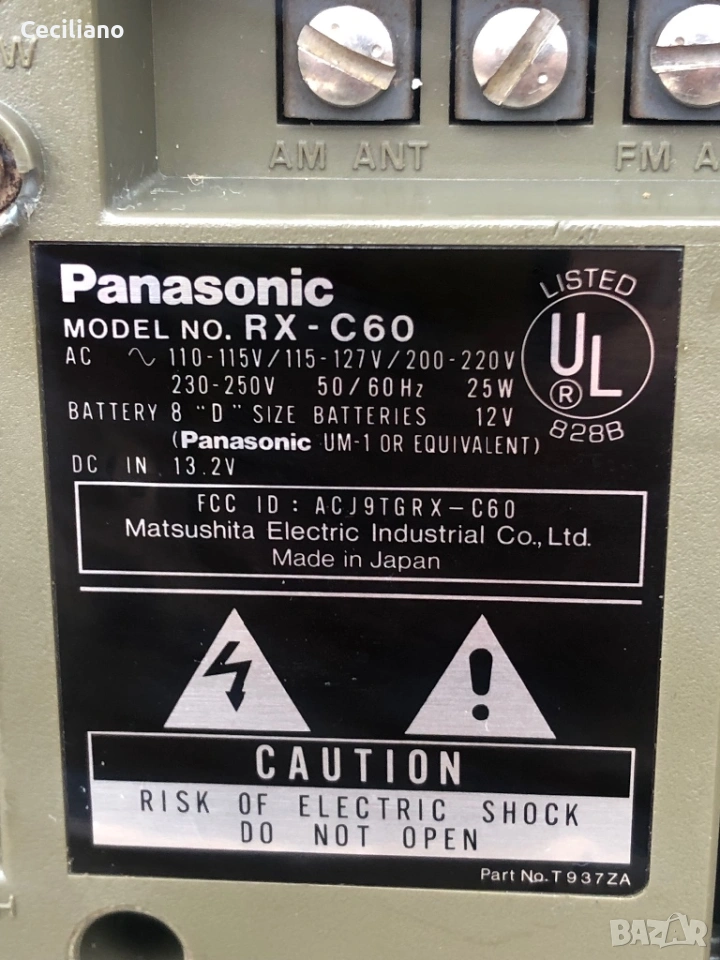 Ceciliano
W
AM ANT
FM A
Panasonic
MODEL NO. RX-C60
AC ~ 110-115V/115-127V/200-220V
230-250V 50/60Hz 25W
BATTERY 8 "D" SIZE BATTERIES 12V
(Panasonic UM-1 OR EQUIVALENT)
DC IN 13.2V
LISTED
UL
®
828B
FCC ID : ACJ9TGRX-C60
Matsushita Electric Industrial Co., Ltd.
Made in Japan
CAUTION
RISK OF ELECTRIC SHOCK
DO NOT OPEN
Part No. T937ZA
BAZAR